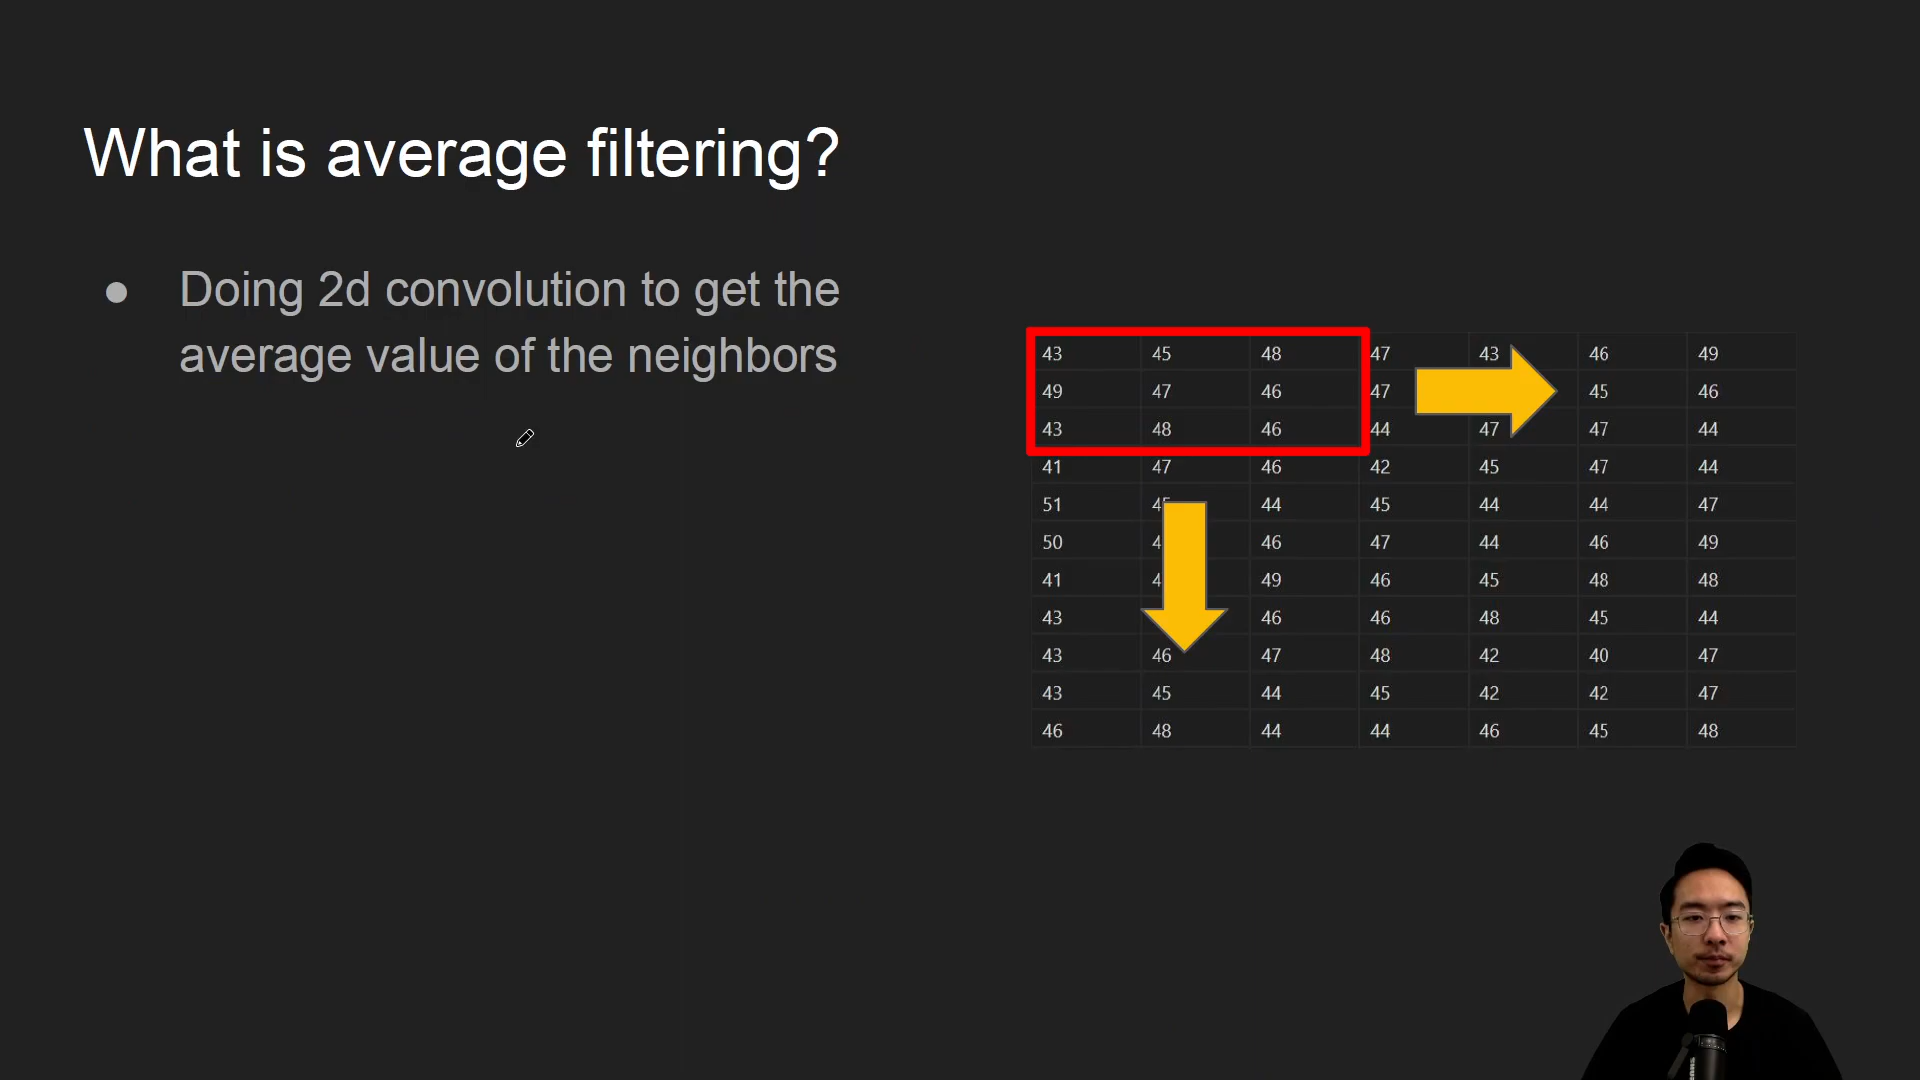 What is average filtering?
● Doing 2d convolution to get the
average value of the neighbors
43 45 48 47 43 46 49
49 47 46 47 45 46
43 48 46 44 47 47 44
41 47 46 42 45 47 44
51 45 44 45 44 44 47
50 4 46 47 44 46 49
41 4 49 46 45 48 48
43 46 46 48 45 44
43 46 47 48 42 40 47
43 45 44 45 42 42 47
46 48 44 44 46 45 48